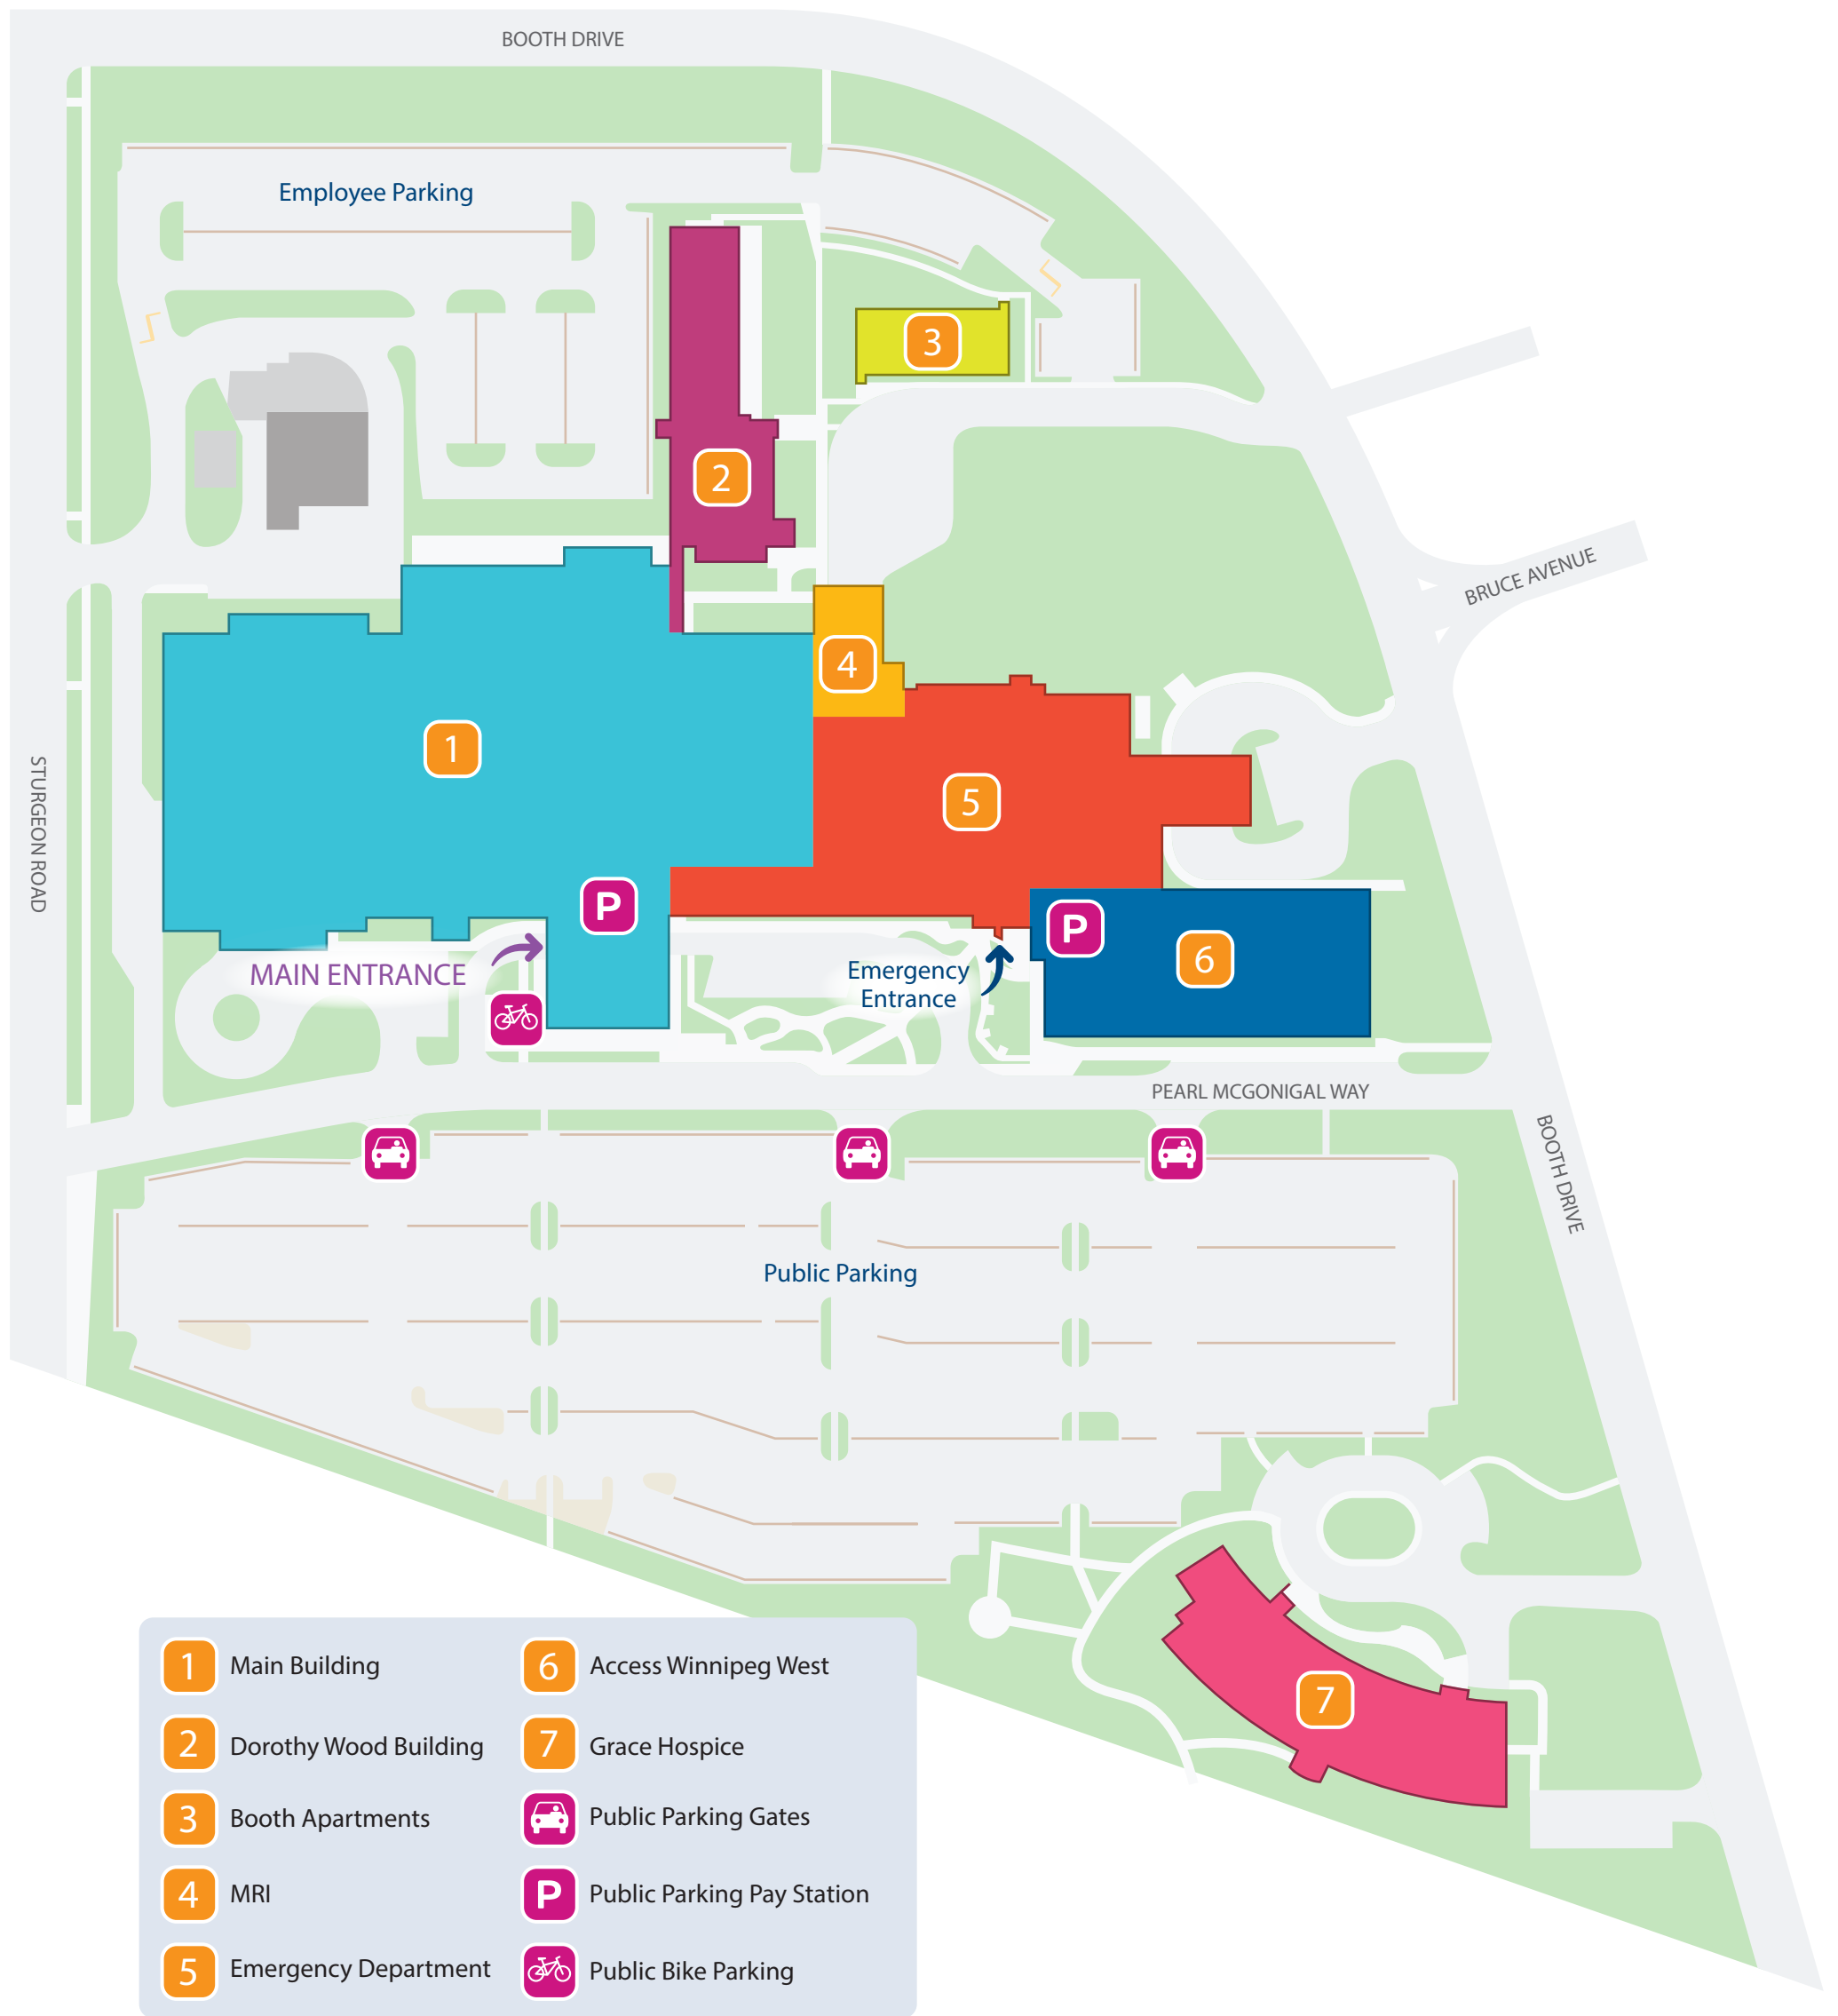 BOOTH DRIVE
Employee Parking
3
2
BRUCE AVENUE
4
1
STURGEON ROAD
5
P
P
6
MAIN ENTRANCE
Emergency
Entrance
PEARL MCGONIGAL WAY
BOOTH DRIVE
Public Parking
7
1 Main Building
2 Dorothy Wood Building
3 Booth Apartments
4 MRI
5 Emergency Department
6 Access Winnipeg West
7 Grace Hospice
Public Parking Gates
P Public Parking Pay Station
Public Bike Parking